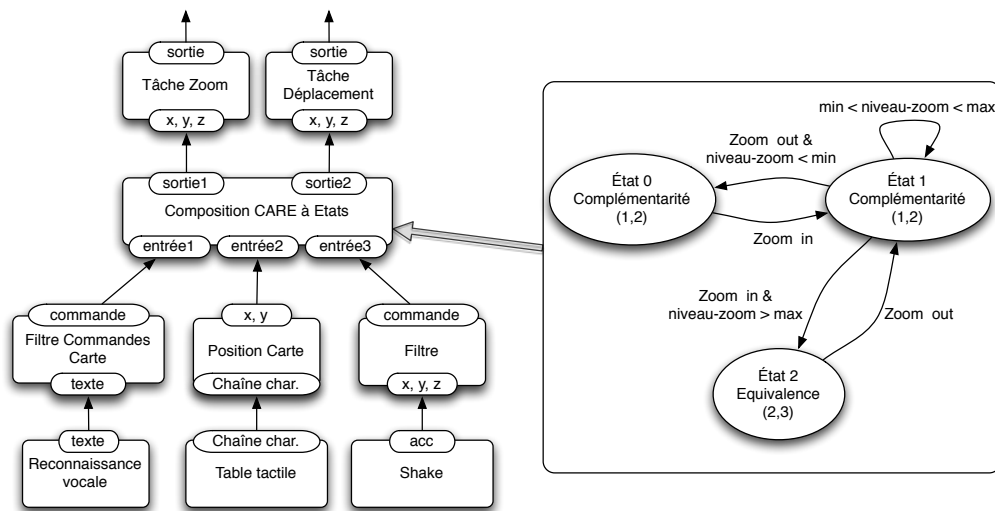 sortie
Tâche Zoom
x, y, z
sortie
Tâche
Déplacement
x, y, z
sortie1
sortie2
Composition CARE à Etats
entrée1
entrée2
entrée3
commande
Filtre Commandes
Carte
texte
x, y
Position Carte
Chaîne char.
commande
Filtre
x, y, z
texte
Reconnaissance
vocale
Chaîne char.
Table tactile
acc
Shake
min < niveau-zoom < max
Zoom out &
niveau-zoom < min
État 0
Complémentarité
(1,2)
État 1
Complémentarité
(1,2)
Zoom in
Zoom in &
niveau-zoom > max
Zoom out
État 2
Equivalence
(2,3)